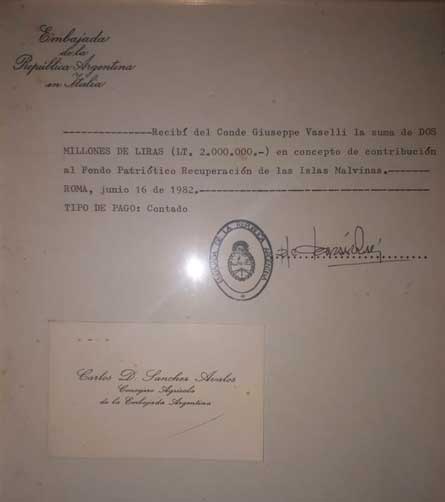 Embajada
de la
República Argentina
en Italia
---------------Recibí del Conde Giuseppe Vaselli la suma de DOS
MILLONES DE LIRAS (LT. 2.000.000,-) en concepto de contribución
al Fondo Patriótico Recuperación de las Islas Malvinas.-------
ROMA, junio 16 de 1982.-----------------------------------
TIPO DE PAGO: Contado
Carlos D. Sanchez Avalos
Consejero Agrícola
de la Embajada Argentina